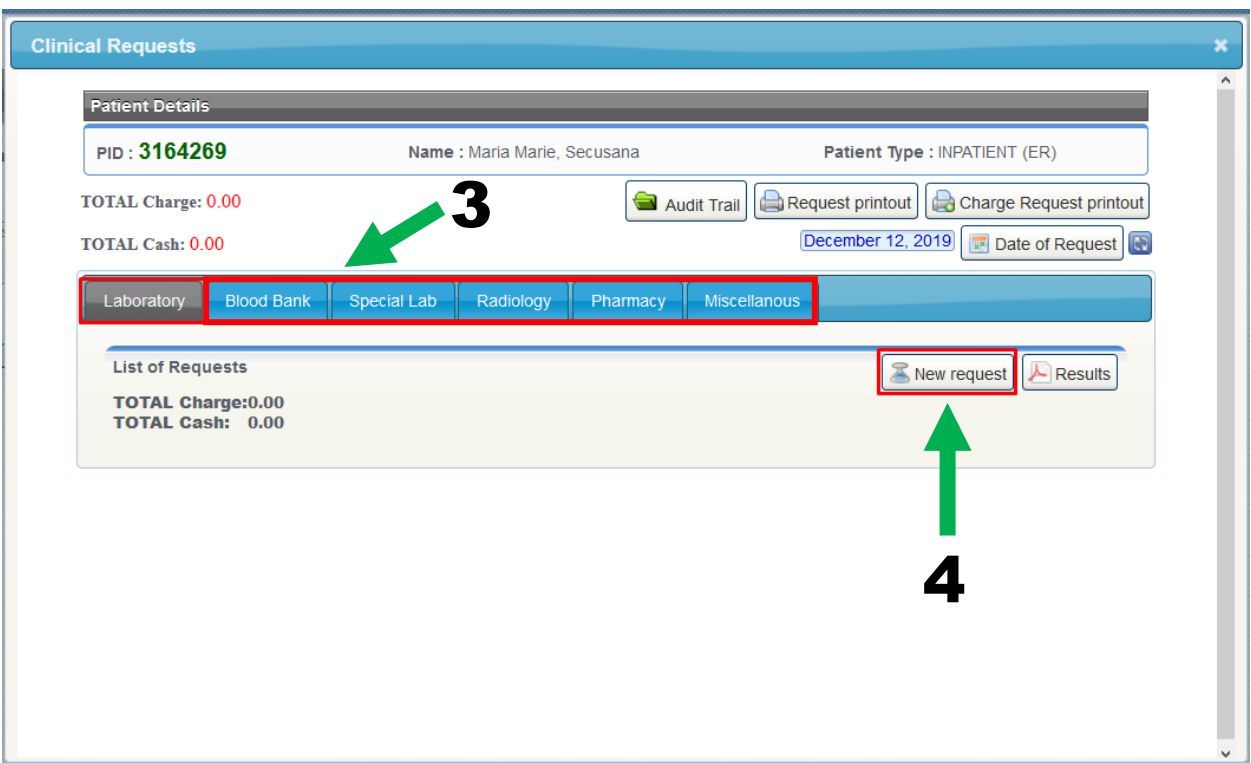 Clinical Requests
Patient Details
PID : 3164269 Name : Maria Marie, Secusana Patient Type : INPATIENT (ER)
3
TOTAL Charge: 0.00 Audit Trail Request printout Charge Request printout
TOTAL Cash: 0.00 December 12, 2019 Date of Request
Laboratory Blood Bank Special Lab Radiology Pharmacy Miscellanous
List of Requests New request Results
TOTAL Charge:0.00
TOTAL Cash: 0.00
4